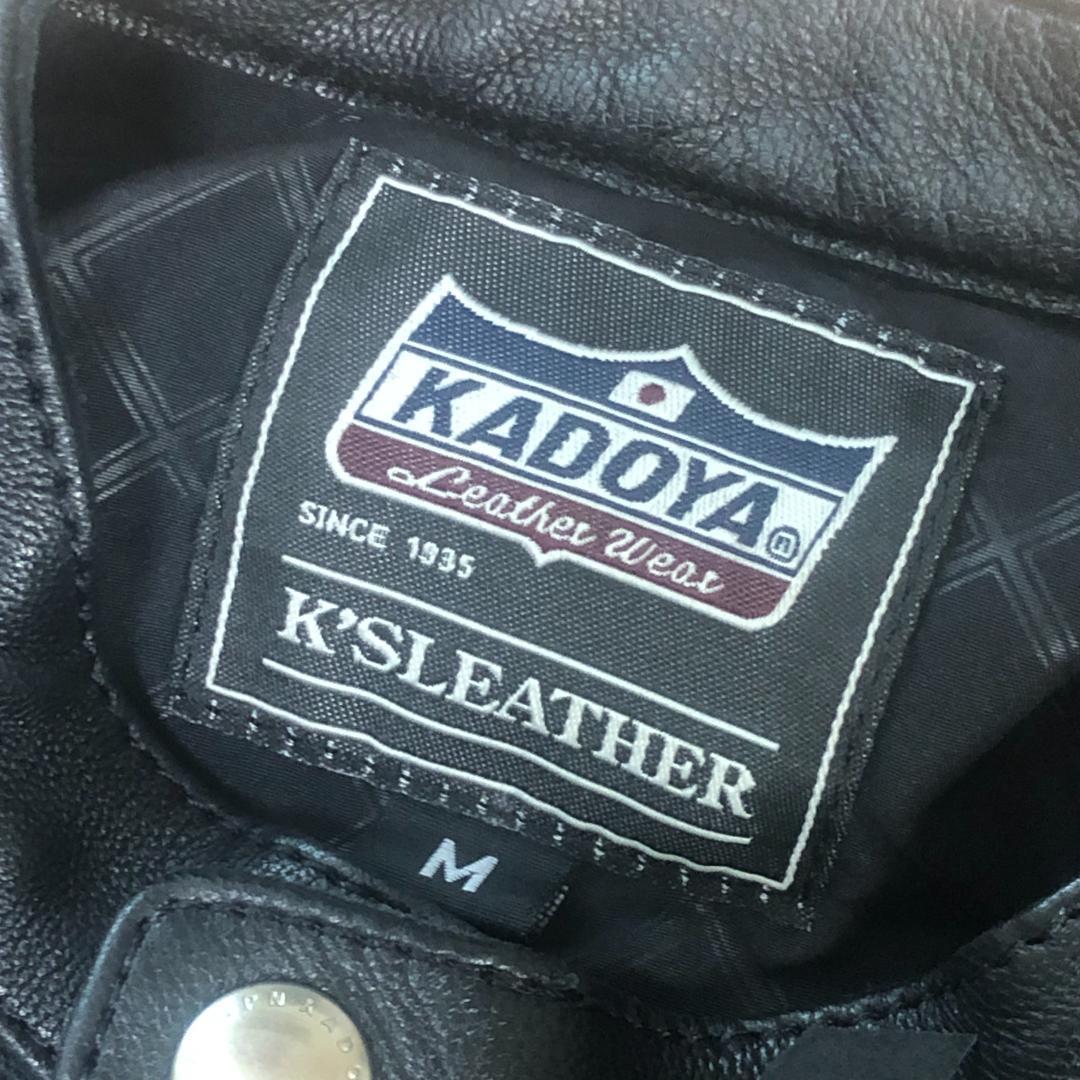 KADOYA®
Leather Wear
SINCE 1935
K'SLEATHER
M